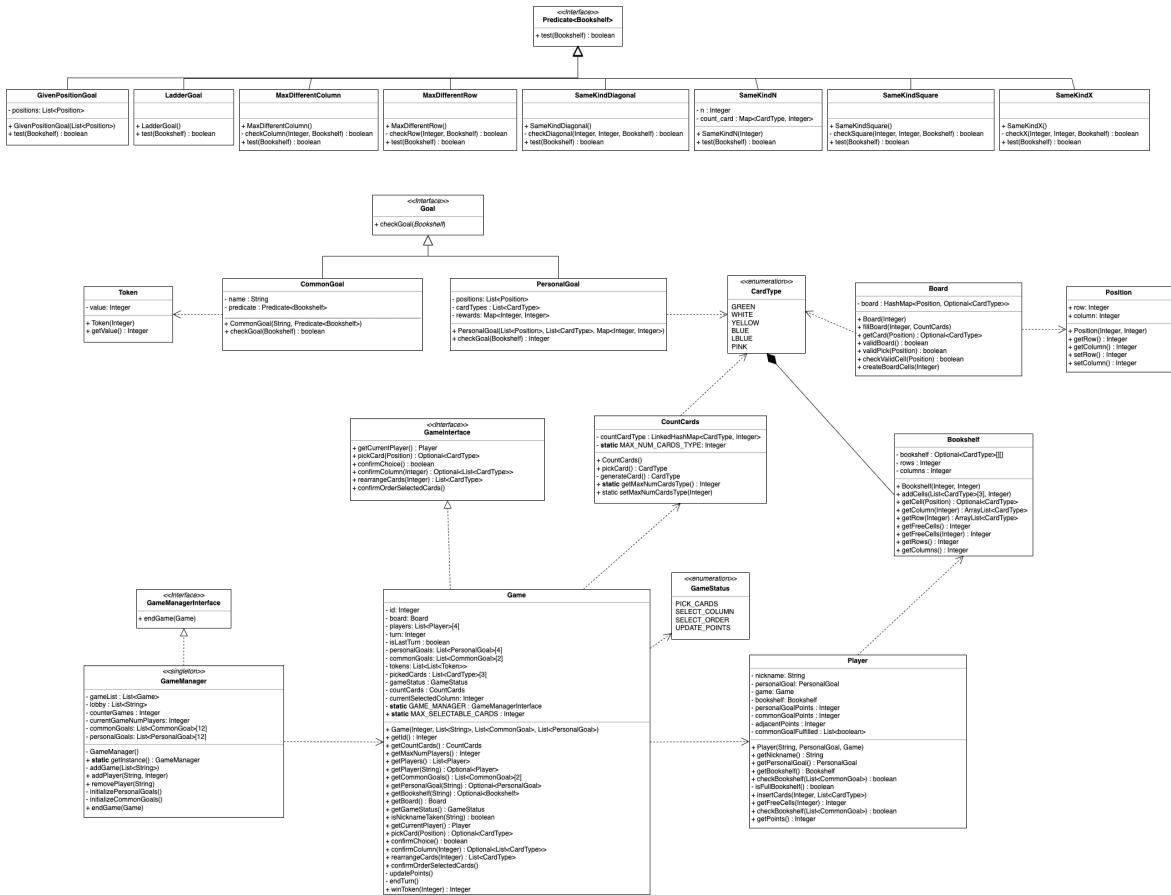 <<Interface>>
Predicate<Bookshelf>
+ test(Bookshelf) : boolean
GivenPositionGoal
- positions: List<Position>
+ GivenPositionGoal(List<Position>)
+ test(Bookshelf) : boolean
LadderGoal
+ LadderGoal()
+ test(Bookshelf) : boolean
MaxDifferentColumn
+ MaxDifferentColumn()
- checkColumn(Integer, Bookshelf) : boolean
+ test(Bookshelf) : boolean
MaxDifferentRow
+ MaxDifferentRow()
- checkRow(Integer, Bookshelf) : boolean
+ test(Bookshelf) : boolean
SameKindDiagonal
+ SameKindDiagonal()
- checkDiagonal(Integer, Integer, Bookshelf) : boolean
+ test(Bookshelf) : boolean
SameKindN
- n : Integer
- count_card : Map<CardType, Integer>
+ SameKindN(Integer)
+ test(Bookshelf) : boolean
SameKindSquare
+ SameKindSquare()
- checkSquare(Integer, Integer, Bookshelf) : boolean
+ test(Bookshelf) : boolean
SameKindX
+ SameKindX()
- checkX(Integer, Integer, Bookshelf) : boolean
+ test(Bookshelf) : boolean
<<Interface>>
Goal
+ checkGoal(Bookshelf)
Token
- value: Integer
+ Token(Integer)
+ getValue() : Integer
CommonGoal
- name : String
- predicate : Predicate<Bookshelf>
+ CommonGoal(String, Predicate<Bookshelf>)
+ checkGoal(Bookshelf) : boolean
PersonalGoal
- positions: List<Position>
- cardTypes : List<CardType>
- rewards: Map<Integer, Integer>
+ PersonalGoal(List<Position>, List<CardType>, Map<Integer, Integer>)
+ checkGoal(Bookshelf) : Integer
<<enumeration>>
CardType
GREEN
WHITE
YELLOW
BLUE
LBLUE
PINK
Board
- board : HashMap<Position, Optional<CardType>>
+ Board(Integer)
+ fillBoard(Integer, CountCards)
+ getCard(Position) : Optional<CardType>
+ validBoard() : boolean
+ validPick(Position) : boolean
+ checkValidCell(Position) : boolean
+ createBoardCells(Integer)
Position
+ row: Integer
+ column: Integer
+ Position(Integer, Integer)
+ getRow() : Integer
+ getColumn() : Integer
+ setRow() : Integer
+ setColumn() : Integer
<<Interface>>
GameInterface
+ getCurrentPlayer() : Player
+ pickCard(Position) : Optional<CardType>
+ confirmChoice() : boolean
+ confirmColumn(Integer) : Optional<List<CardType>>
+ rearrangeCards(Integer) : List<CardType>
+ confirmOrderSelectedCards()
CountCards
- countCardType : LinkedHashMap<CardType, Integer>
- static MAX_NUM_CARDS_TYPE: Integer
+ CountCards()
+ pickCard() : CardType
- generateCard() : CardType
+ static getMaxNumCardsType() : Integer
+ static setMaxNumCardsType(Integer)
Bookshelf
- bookshelf : Optional<CardType>[][]
- rows : Integer
- columns : Integer
+ Bookshelf(Integer, Integer)
+ addCells(List<CardType>[3], Integer)
+ getCell(Position) : Optional<CardType>
+ getColumn(Integer) : ArrayList<CardType>
+ getRow(Integer) : ArrayList<CardType>
+ getFreeCells() : Integer
+ getFreeCells(Integer) : Integer
+ getRows() : Integer
+ getColumns() : Integer
<<Interface>>
GameManagerInterface
+ endGame(Game)
<<singleton>>
GameManager
- gameList : List<Game>
- lobby : List<String>
- counterGames : Integer
- currentGameNumPlayers: Integer
- commonGoals: List<CommonGoal>[12]
- personalGoals: List<PersonalGoal>[12]
- GameManager()
+ static getInstance() : GameManager
- addGame(List<String>)
+ addPlayer(String, Integer)
+ removePlayer(String)
- initializePersonalGoals()
- initializeCommonGoals()
+ endGame(Game)
Game
- id: Integer
- board: Board
- players: List<Player>[4]
- turn: Integer
- isLastTurn : boolean
- personalGoals: List<PersonalGoal>[4]
- commonGoals: List<CommonGoal>[2]
- tokens: List<List<Token>>
- pickedCards : List<CardType>[3]
- gameStatus : GameStatus
- countCards : CountCards
- currentSelectedColumn: Integer
- static GAME_MANAGER : GameManagerInterface
+ static MAX_SELECTABLE_CARDS : Integer
+ Game(Integer, List<String>, List<CommonGoal>, List<PersonalGoal>)
+ getId() : Integer
+ getCountCards() : CountCards
+ getMaxNumPlayers() : Integer
+ getPlayers() : List<Player>
+ getPlayer(String) : Optional<Player>
+ getCommonGoals() : List<CommonGoal>[2]
+ getPersonalGoal(String) : Optional<PersonalGoal>
+ getBookshelf(String) : Optional<Bookshelf>
+ getBoard() : Board
+ getGameStatus() : GameStatus
+ isNicknameTaken(String) : boolean
+ getCurrentPlayer() : Player
+ pickCard(Position) : Optional<CardType>
+ confirmChoice() : boolean
+ confirmColumn(Integer) : Optional<List<CardType>>
+ rearrangeCards(Integer) : List<CardType>
+ confirmOrderSelectedCards()
- updatePoints()
- endTurn()
+ winToken(Integer) : Integer
<<enumeration>>
GameStatus
PICK_CARDS
SELECT_COLUMN
SELECT_ORDER
UPDATE_POINTS
Player
- nickname: String
- personalGoal: PersonalGoal
- game: Game
- bookshelf: Bookshelf
- personalGoalPoints: Integer
- commonGoalPoints: Integer
- adjacentPoints : Integer
- commonGoalFulfilled : List<boolean>
+ Player(String, PersonalGoal, Game)
+ getNickname() : String
+ getPersonalGoal() : PersonalGoal
+ getBookshelf() : Bookshelf
+ checkBookshelf(List<CommonGoal>) : boolean
- isFullBookshelf() : boolean
+ insertCards(Integer, List<CardType>)
+ getFreeCells(Integer) : Integer
+ checkBookshelf(List<CommonGoal>) : boolean
+ getPoints() : Integer